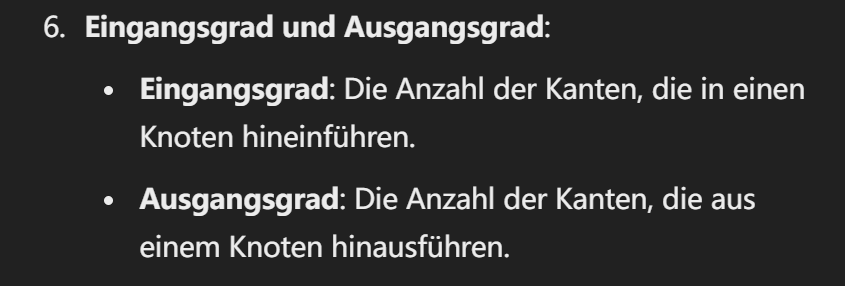 6. Eingangsgrad und Ausgangsgrad:
• Eingangsgrad: Die Anzahl der Kanten, die in einen
Knoten hineinführen.
• Ausgangsgrad: Die Anzahl der Kanten, die aus
einem Knoten hinausführen.